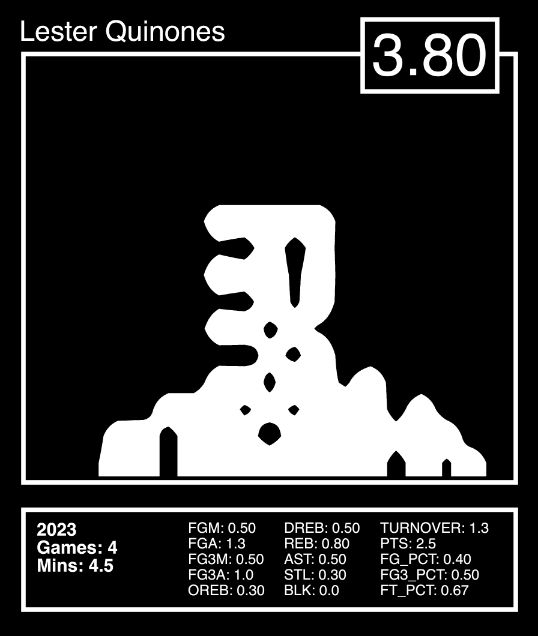 Lester Quinones
3.80
2023
Games: 4
Mins: 4.5
FGM: 0.50
FGA: 1.3
FG3M: 0.50
FG3A: 1.0
OREB: 0.30
DREB: 0.50
REB: 0.80
AST: 0.50
STL: 0.30
BLK: 0.0
TURNOVER: 1.3
PTS: 2.5
FG_PCT: 0.40
FG3_PCT: 0.50
FT_PCT: 0.67